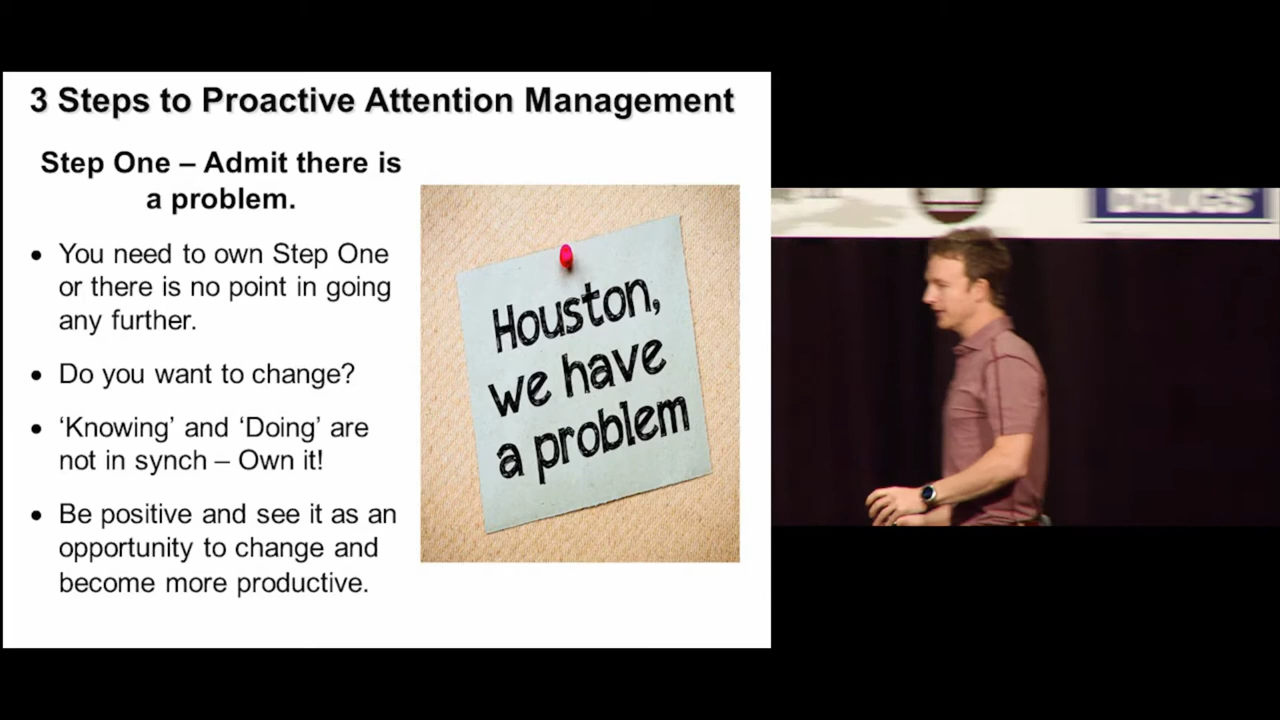 3 Steps to Proactive Attention Management
Step One – Admit there is
a problem.
• You need to own Step One
or there is no point in going
any further.
• Do you want to change?
• ‘Knowing’ and ‘Doing’ are
not in synch – Own it!
• Be positive and see it as an
opportunity to change and
become more productive.
Houston,
we have
a problem
DRUGS